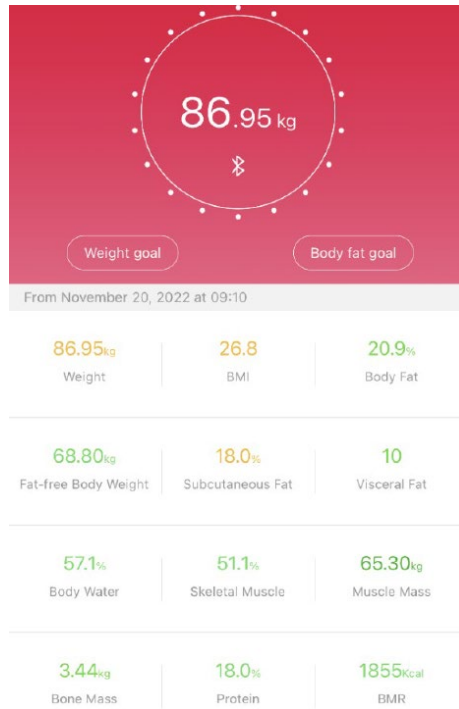 86.95 kg
Weight goal Body fat goal
From November 20, 2022 at 09:10
86.95kg 26.8 20.9%
Weight BMI Body Fat
68.80kg 18.0% 10
Fat-free Body Weight Subcutaneous Fat Visceral Fat
57.1% 51.1% 65.30kg
Body Water Skeletal Muscle Muscle Mass
3.44kg 18.0% 1855Kcal
Bone Mass Protein BMR